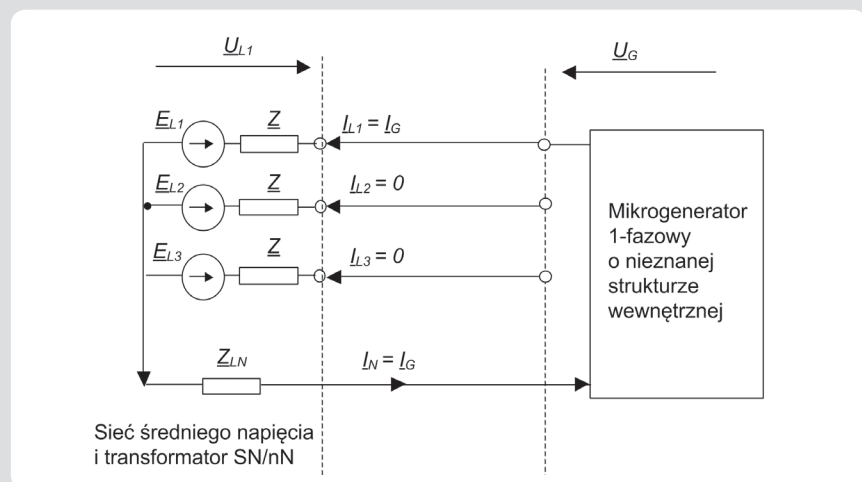 U_L1
U_G
E_L1
Z
I_L1 = I_G
E_L2
Z
I_L2 = 0
E_L3
Z
I_L3 = 0
Mikrogenerator
1-fazowy
o nieznanej
strukturze
wewnętrznej
Z_LN
I_N = I_G
Sieć średniego napięcia
i transformator SN/nN